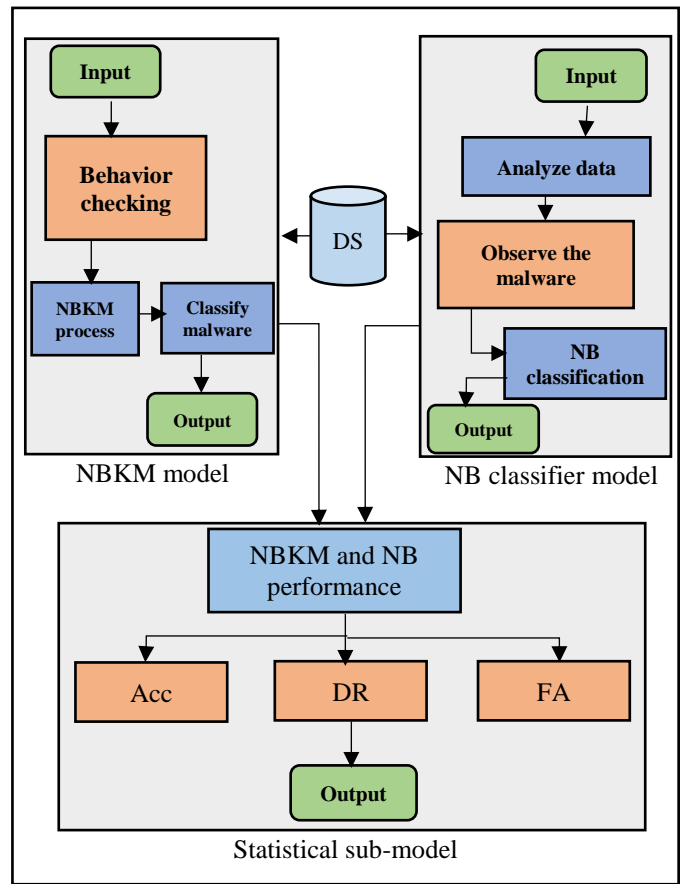 Input
Behavior
checking
NBKM
process
Classify
malware
Output
NBKM model
DS
Input
Analyze data
Observe the
malware
NB
classification
Output
NB classifier model
NBKM and NB
performance
Acc
DR
FA
Output
Statistical sub-model